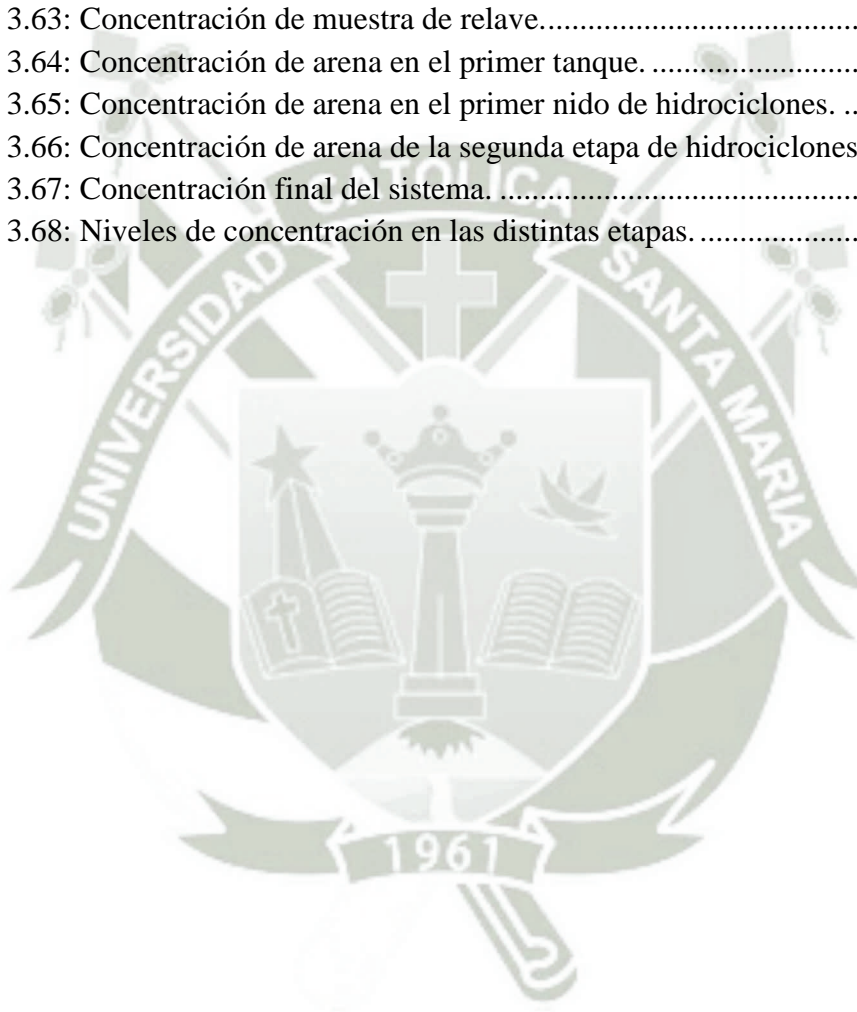 3.63: Concentración de muestra de relave...............................
3.64: Concentración de arena en el primer tanque. ......................
3.65: Concentración de arena en el primer nido de hidrociclones. ..
3.66: Concentración de arena de la segunda etapa de hidrociclones
3.67: Concentración final del sistema. .....................................
3.68: Niveles de concentración en las distintas etapas. .................
UNIVERSIDAD CATOLICA SANTA MARIA
1961